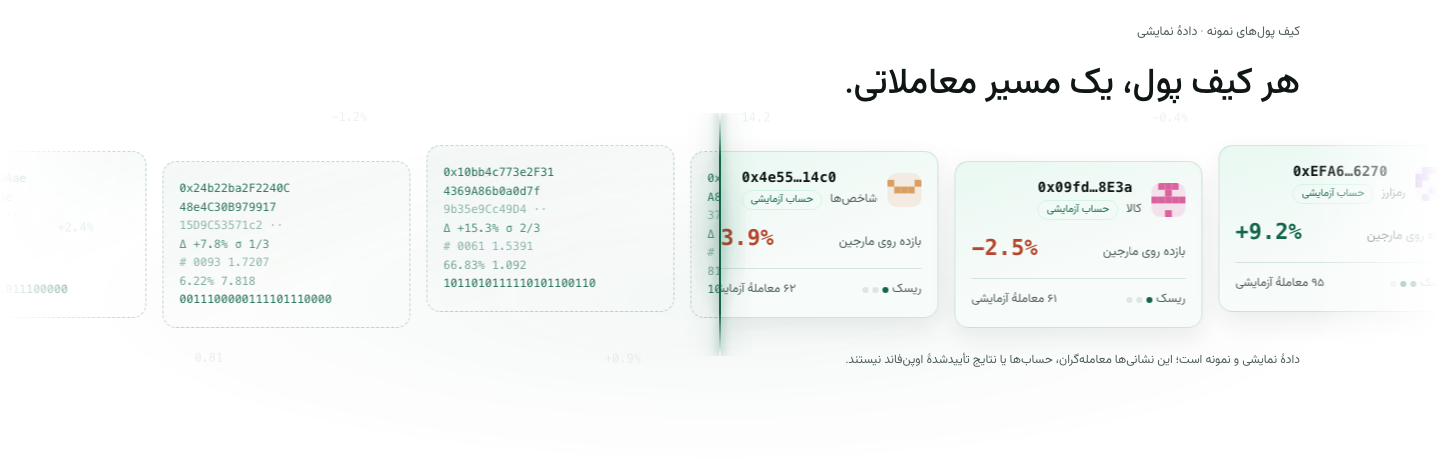 کیف پول‌های نمونه · دادهٔ نمایشی
هر کیف پول، یک مسیر معاملاتی.
−0.4%
14.2
−1.2%
0xEFA6…6270
رمزارز
حساب آزمایشی
روی مارجین
+9.2%
۹۵ معاملهٔ آزمایشی
0x09fd…8E3a
کالا
حساب آزمایشی
بازده روی مارجین
−2.5%
ریسک
۶۱ معاملهٔ آزمایشی
0x4e55…14c0
شاخص‌ها
حساب آزمایشی
بازده روی مارجین
3.9%
ریسک
۶۲ معاملهٔ آزمایشی
0x
A8
37
Δ
#
81
10
0x10bb4c773e2F31
4369A86b0a0d7f
9b35e9Cc49D4 ··
Δ +15.3% σ 2/3
# 0061 1.5391
66.83% 1.092
1011010111110101100110
0x24b22ba2F2240C
48e4C30B979917
15D9C53571c2 ··
Δ +7.8% σ 1/3
# 0093 1.7207
6.22% 7.818
0011100000111101110000
+2.4%
011100000
+0.9%
0.81
دادهٔ نمایشی و نمونه است؛ این نشانی‌ها معامله‌گران، حساب‌ها یا نتایج تأییدشدهٔ اوپن‌فاند نیستند.